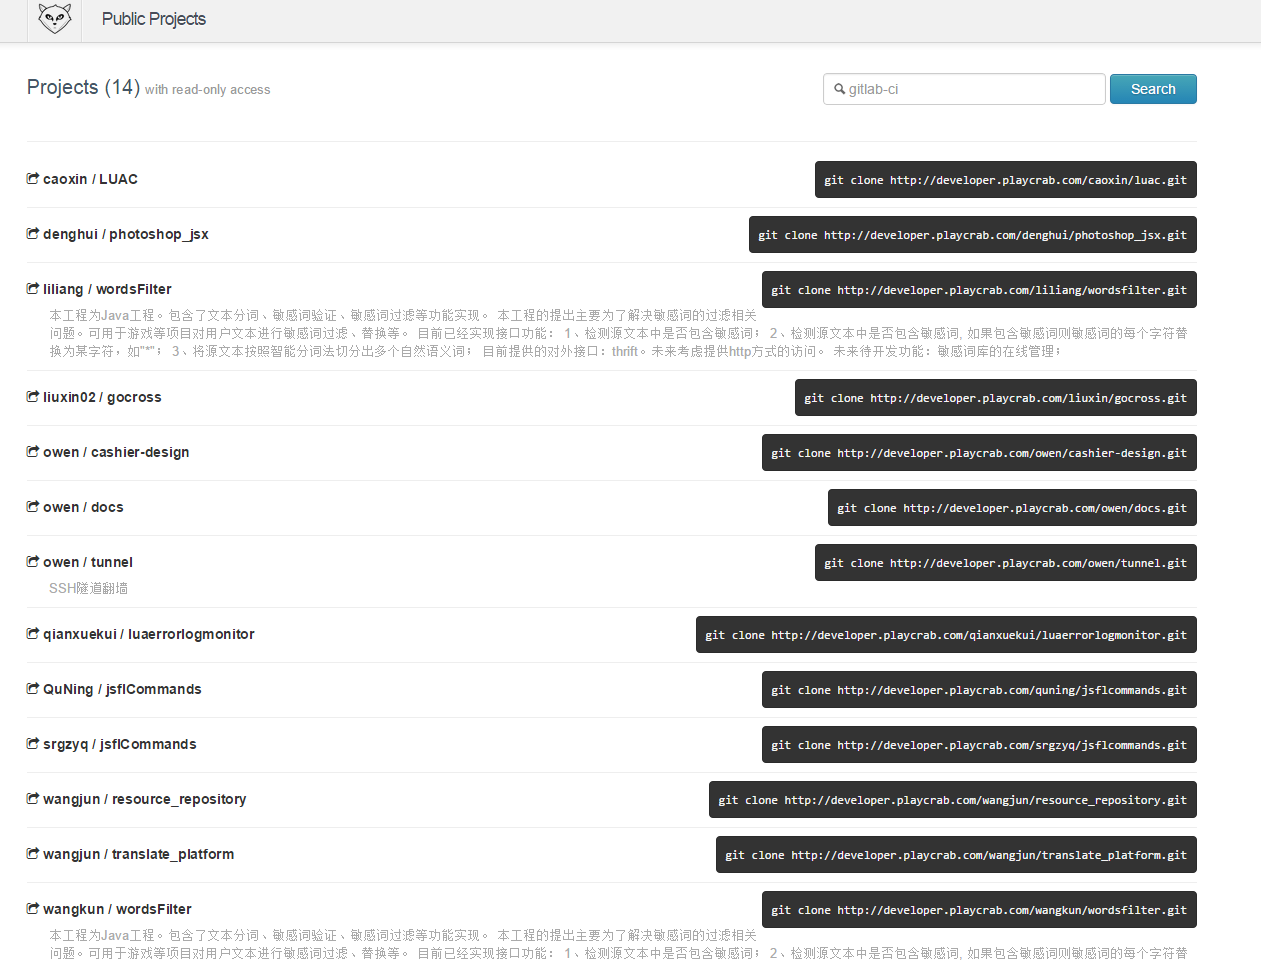 Public Projects
Projects (14) with read-only access
gitlab-ci
Search
caoxin / LUAC
git clone http://developer.playcrab.com/caoxin/luac.git
denghui / photoshop_jsx
git clone http://developer.playcrab.com/denghui/photoshop_jsx.git
liliang / wordsFilter
git clone http://developer.playcrab.com/liliang/wordsfilter.git
本工程为Java工程。包含了文本分词、敏感词验证、敏感词过滤等功能实现。 本工程的提出主要为了解决敏感词的过滤相关
问题。可用于游戏等项目对用户文本进行敏感词过滤、替换等。 目前已经实现接口功能： 1、检测源文本中是否包含敏感词； 2、检测源文本中是否包含敏感词, 如果包含敏感词则敏感词的每个字符替
换为某字符，如"*"； 3、将源文本按照智能分词法切分出多个自然语义词； 目前提供的对外接口：thrift。未来考虑提供http方式的访问。 未来待开发功能：敏感词库的在线管理；
liuxin02 / gocross
git clone http://developer.playcrab.com/liuxin/gocross.git
owen / cashier-design
git clone http://developer.playcrab.com/owen/cashier-design.git
owen / docs
git clone http://developer.playcrab.com/owen/docs.git
owen / tunnel
git clone http://developer.playcrab.com/owen/tunnel.git
SSH隧道翻墙
qianxuekui / luaerrorlogmonitor
git clone http://developer.playcrab.com/qianxuekui/luaerrorlogmonitor.git
QuNing / jsflCommands
git clone http://developer.playcrab.com/quning/jsflcommands.git
srgzyq / jsflCommands
git clone http://developer.playcrab.com/srgzyq/jsflcommands.git
wangjun / resource_repository
git clone http://developer.playcrab.com/wangjun/resource_repository.git
wangjun / translate_platform
git clone http://developer.playcrab.com/wangjun/translate_platform.git
wangkun / wordsFilter
git clone http://developer.playcrab.com/wangkun/wordsfilter.git
本工程为Java工程。包含了文本分词、敏感词验证、敏感词过滤等功能实现。 本工程的提出主要为了解决敏感词的过滤相关
问题。可用于游戏等项目对用户文本进行敏感词过滤、替换等。 目前已经实现接口功能： 1、检测源文本中是否包含敏感词； 2、检测源文本中是否包含敏感词, 如果包含敏感词则敏感词的每个字符替